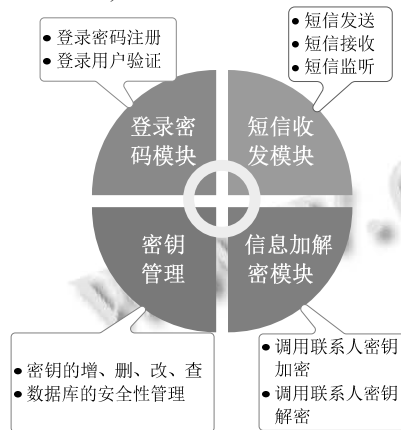 • 登录密码注册
• 登录用户验证
• 短信发送
• 短信接收
• 短信监听
登录密
码模块
短信收
发模块
密钥
管理
信息加解
密模块
• 密钥的增、删、改、查
• 数据库的安全性管理
• 调用联系人密钥
加密
• 调用联系人密钥
解密